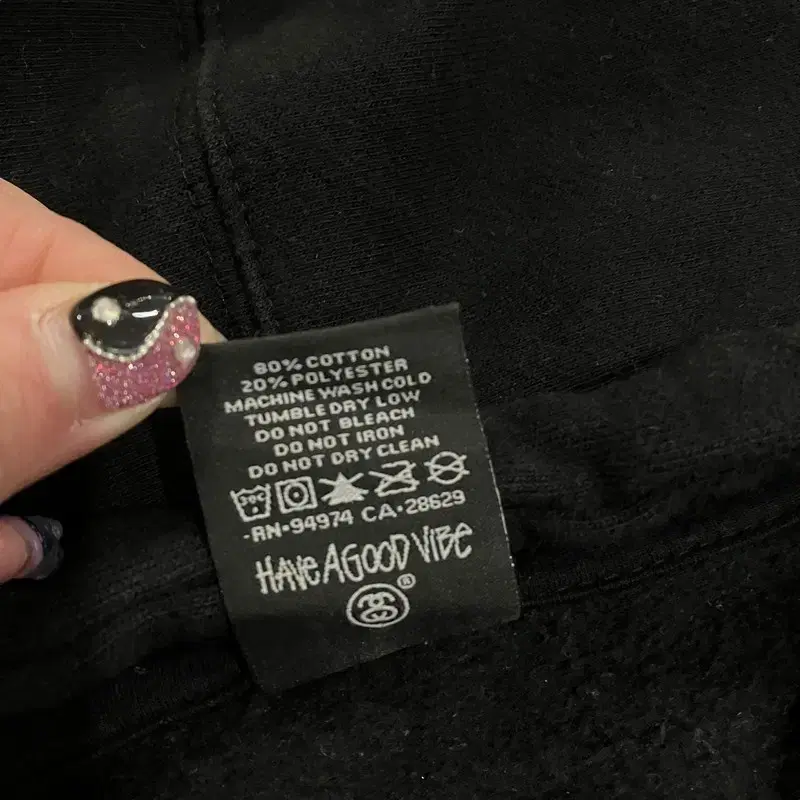 80% COTTON
20% POLYESTER
MACHINE WASH COLD
TUMBLE DRY LOW
DO NOT BLEACH
DO NOT IRON
DO NOT DRY CLEAN
30C
-RN•94974 CA•28629
HAVE A GOOD VIBE
®